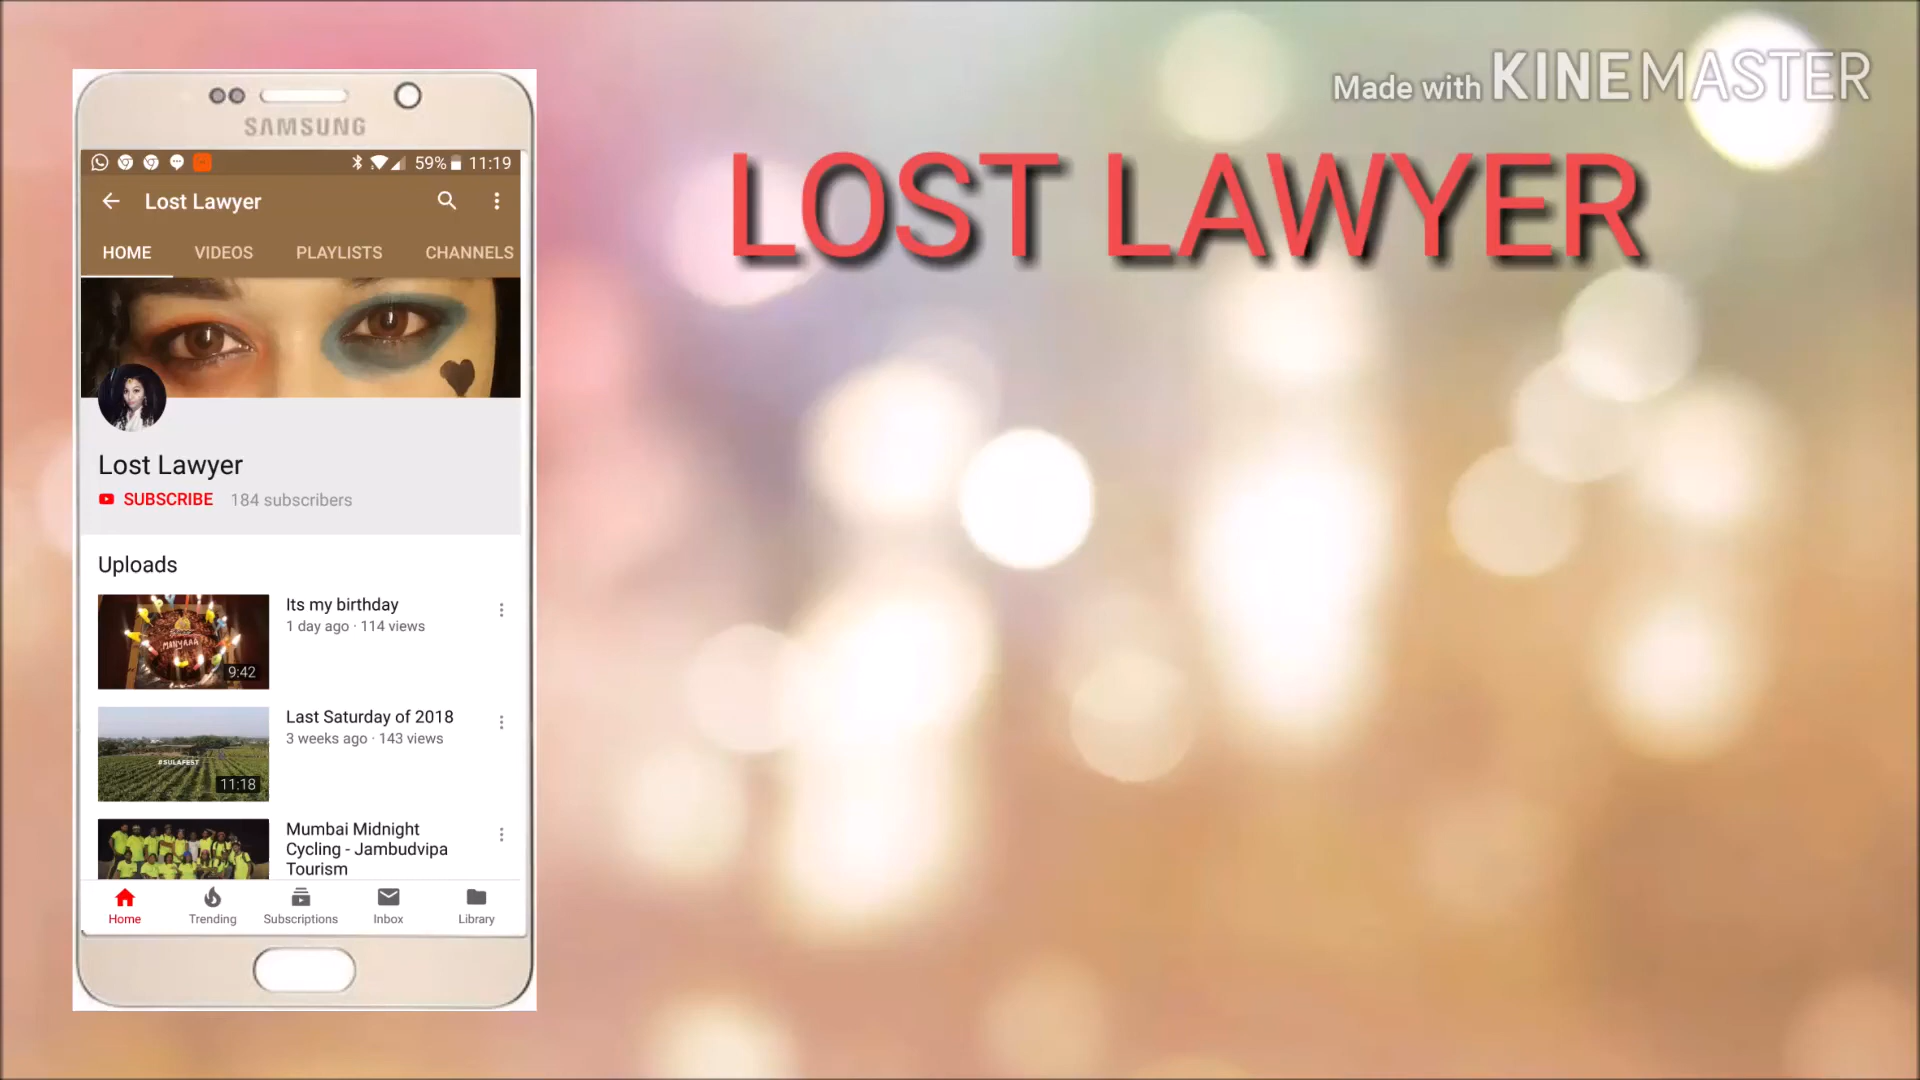 Made with KINEMASTER
LOST LAWYER
SAMSUNG
59% 11:19
Lost Lawyer
HOME VIDEOS PLAYLISTS CHANNELS
Lost Lawyer
SUBSCRIBE 184 subscribers
Uploads
Its my birthday
1 day ago · 114 views
MANYAAA
9:42
Last Saturday of 2018
3 weeks ago · 143 views
#SULAFEST
11:18
Mumbai Midnight
Cycling - Jambudvipa
Tourism
Home Trending Subscriptions Inbox Library